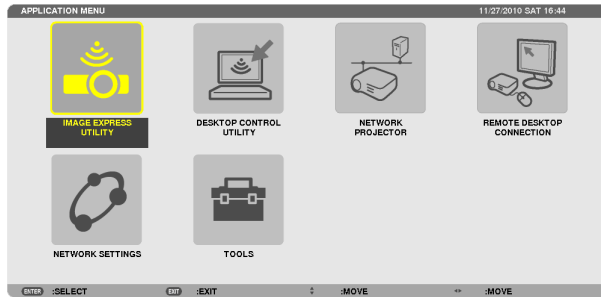 APPLICATION MENU 11/27/2010 SAT 16:44
IMAGE EXPRESS
UTILITY
DESKTOP CONTROL
UTILITY
NETWORK
PROJECTOR
REMOTE DESKTOP
CONNECTION
NETWORK SETTINGS
TOOLS
ENTER :SELECT EXIT :EXIT :MOVE :MOVE